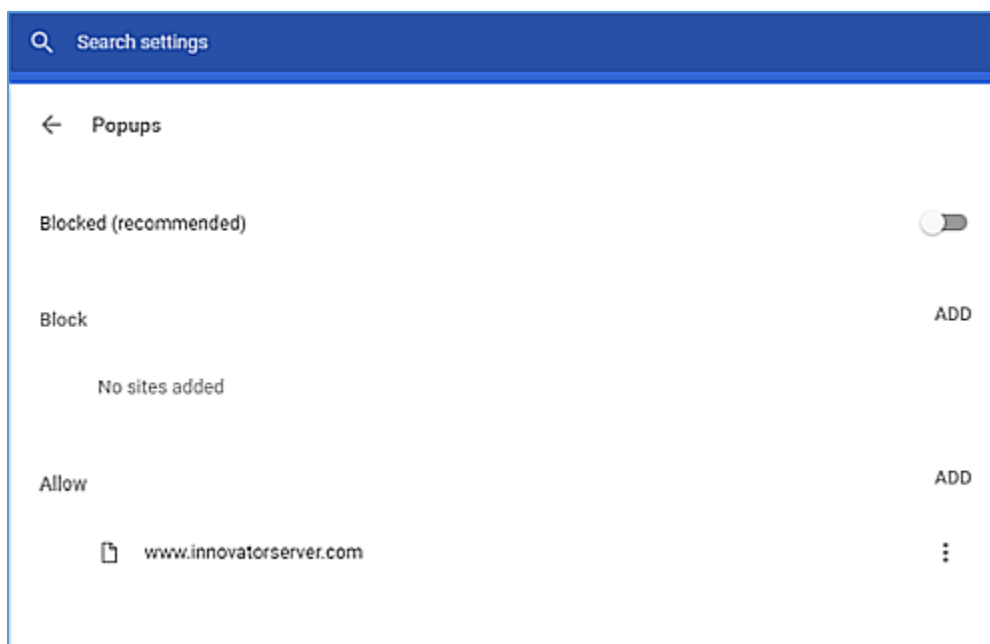 Search settings
Popups
Blocked (recommended)
Block
ADD
No sites added
Allow
ADD
www.innovatorserver.com